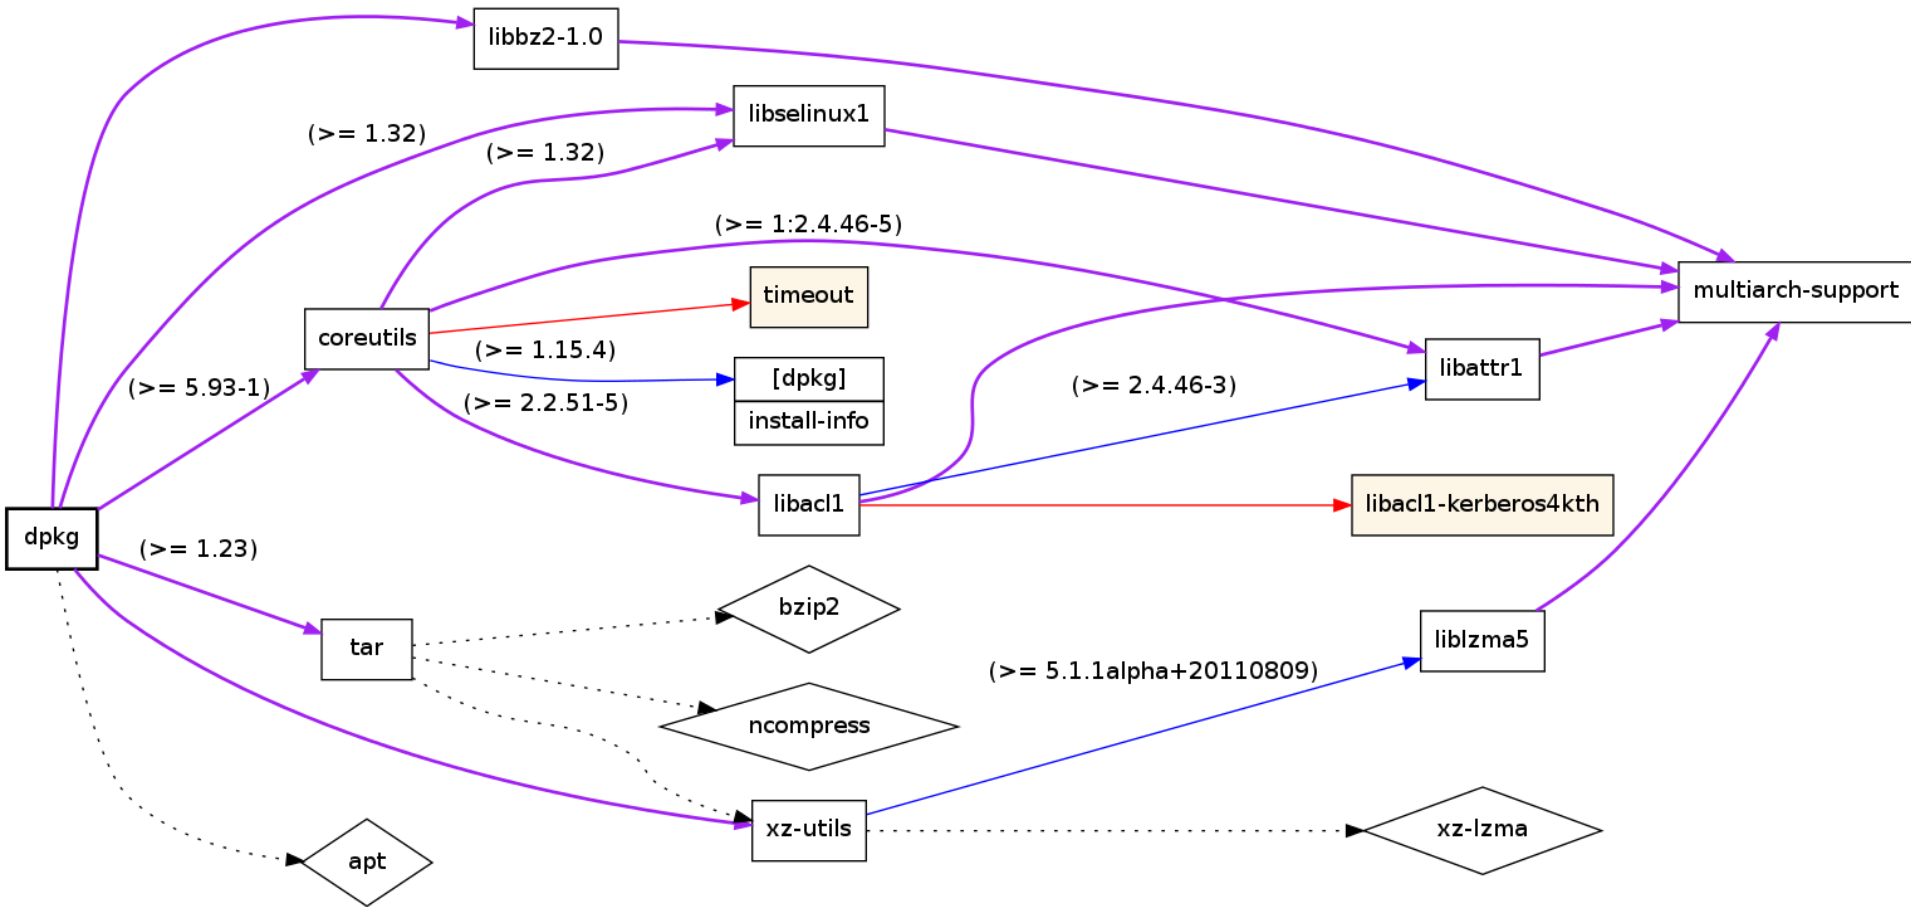 libbz2-1.0
libselinux1
(>= 1.32)
(>= 1.32)
(>= 1:2.4.46-5)
timeout
multiarch-support
coreutils
(>= 1.15.4)
[dpkg]
install-info
libattr1
(>= 5.93-1)
(>= 2.2.51-5)
(>= 2.4.46-3)
libacl1
libacl1-kerberos4kth
dpkg
(>= 1.23)
bzip2
tar
liblzma5
(>= 5.1.1alpha+20110809)
ncompress
xz-utils
xz-lzma
apt